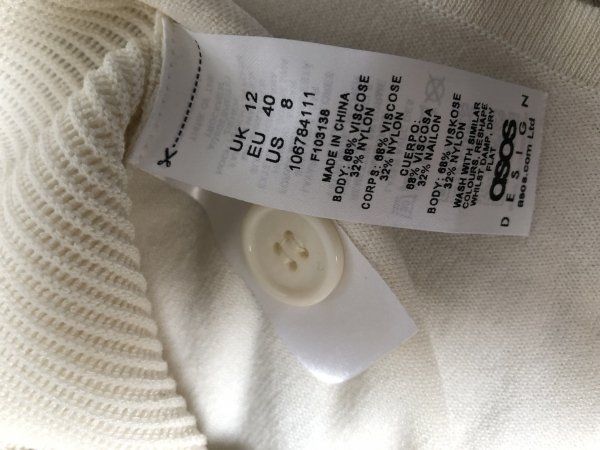 UK 12
EU 40
US 8
106784111
F103138
MADE IN CHINA
BODY: 68% VISCOSE
32% NYLON
CORPS: 68% VISCOSE
32% NYLON
CUERPO:
68% VISCOSA
32% NAILON
BODY: 68% VISKOSE
32% NYLON
WASH WITH SIMILAR
COLOURS, RESHAPE
WHILST DAMP, DRY
FLAT
asos
DESIGN
asos.com Ltd